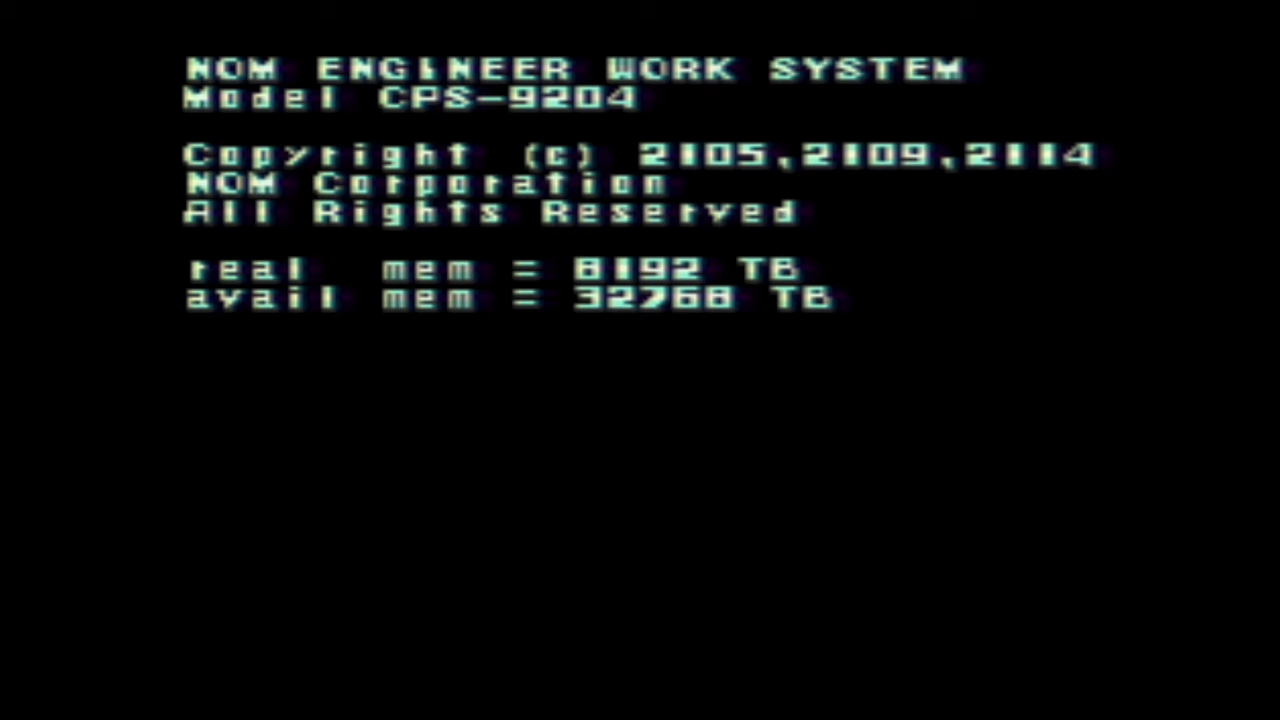 NOM ENGINEER WORK SYSTEM
Model CPS-9204
Copyright (c) 2105,2109,2114
NOM Corporation
All Rights Reserved
real mem = 8192 TB
avail mem = 32768 TB